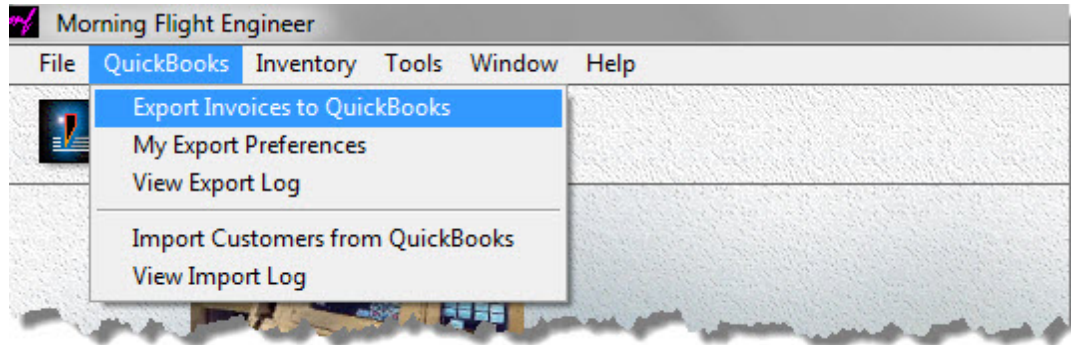 Morning Flight Engineer
File QuickBooks Inventory Tools Window Help
Export Invoices to QuickBooks
My Export Preferences
View Export Log
Import Customers from QuickBooks
View Import Log